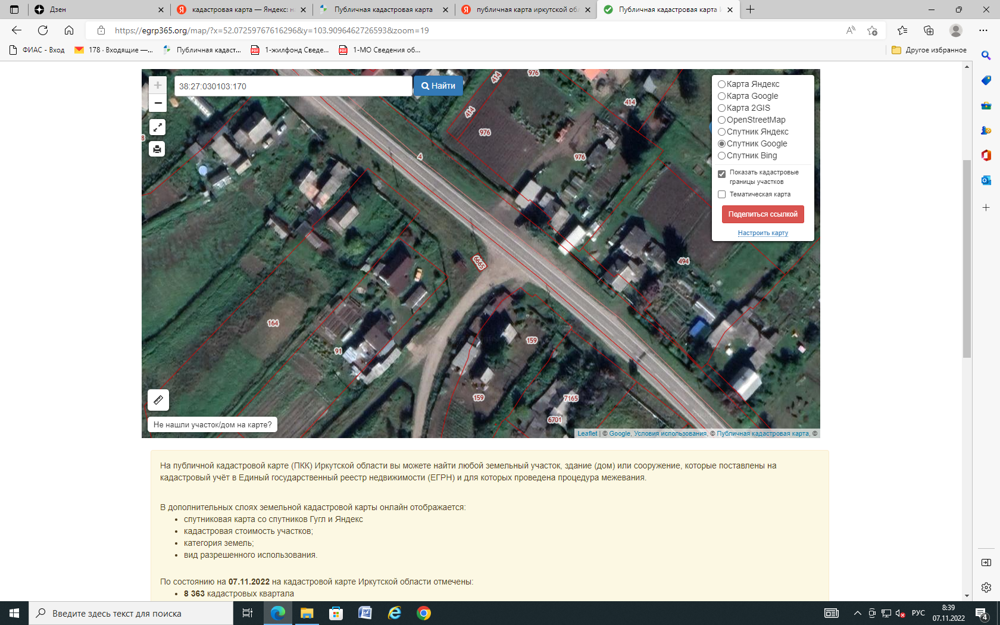 Дзен
кадастровая карта — Яндекс: н
Публичная кадастровая карта
публичная карта иркутской обл
Публичная кадастровая карта И
https://egrp365.org/map/?x=52.07259767616296&y=103.9096462726593&zoom=19
ФИАС - Вход
178 · Входящие —...
Публичная кадаст...
1-жилфонд Сведе...
1-МО Сведения об...
Другое избранное
38:27:030103:170
Найти
Карта Яндекс
Карта Google
Карта 2GIS
OpenStreetMap
Спутник Яндекс
Спутник Google
Спутник Bing
Показать кадастровые
границы участков
Тематическая карта
Поделиться ссылкой
Настроить карту
414
976
414
414
976
976
4
8
6665
494
164
91
159
159
7165
6701
Не нашли участок/дом на карте?
Leaflet | © Google, Условия использования, © Публичная кадастровая карта, ©
На публичной кадастровой карте (ПКК) Иркутской области вы можете найти любой земельный участок, здание (дом) или сооружение, которые поставлены на
кадастровый учёт в Единый государственный реестр недвижимости (ЕГРН) и для которых проведена процедура межевания.
В дополнительных слоях земельной кадастровой карты онлайн отображается:
• спутниковая карта со спутников Гугл и Яндекс
• кадастровая стоимость участков;
• категория земель;
• вид разрешенного использования.
По состоянию на 07.11.2022 на кадастровой карте Иркутской области отмечены:
• 8 363 кадастровых квартала
Введите здесь текст для поиска
РУС
8:39
07.11.2022
4